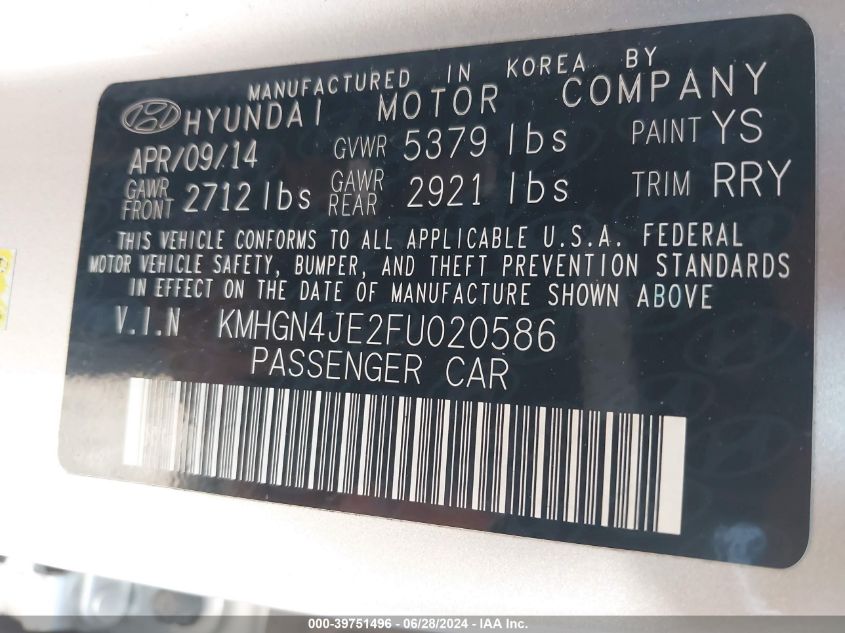 MANUFACTURED IN KOREA BY
HYUNDAI MOTOR COMPANY
APR/09/14 GVWR 5379 lbs PAINT YS
GAWR FRONT 2712 lbs GAWR REAR 2921 lbs TRIM RRY
THIS VEHICLE CONFORMS TO ALL APPLICABLE U.S.A. FEDERAL
MOTOR VEHICLE SAFETY, BUMPER, AND THEFT PREVENTION STANDARDS
IN EFFECT ON THE DATE OF MANUFACTURE SHOWN ABOVE
V.I.N KMHGN4JE2FU020586
PASSENGER CAR
000-39751496 - 06/28/2024 - IAA Inc.